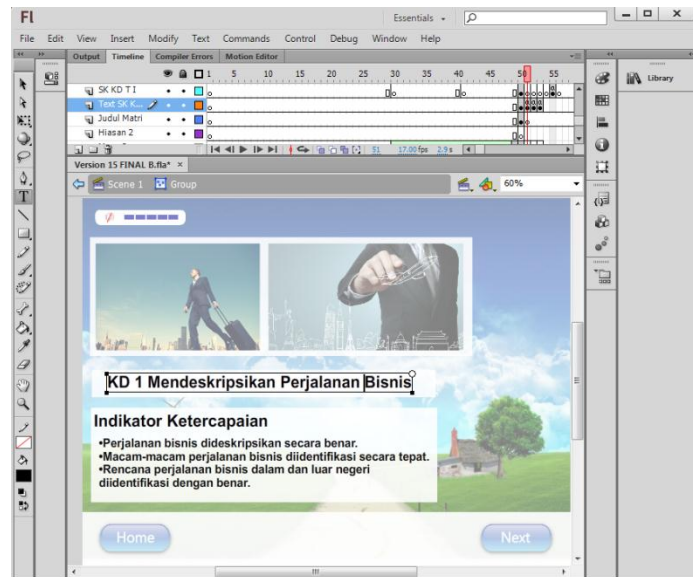 Fl
Essentials
File Edit View Insert Modify Text Commands Control Debug Window Help
Output Timeline Compiler Errors Motion Editor
1 5 10 15 20 25 30 35 40 45 50 55
SK KD T I
Text SK K...
Judul Matri
Hiasan 2
51 17.00 fps 2.9 s
Library
Version 15 FINAL B.fla* ×
Scene 1 Group 60%
KD 1 Mendeskripsikan Perjalanan Bisnis
Indikator Ketercapaian
•Perjalanan bisnis dideskripsikan secara benar.
•Macam-macam perjalanan bisnis diidentifikasi secara tepat.
•Rencana perjalanan bisnis dalam dan luar negeri
diidentifikasi dengan benar.
Home Next